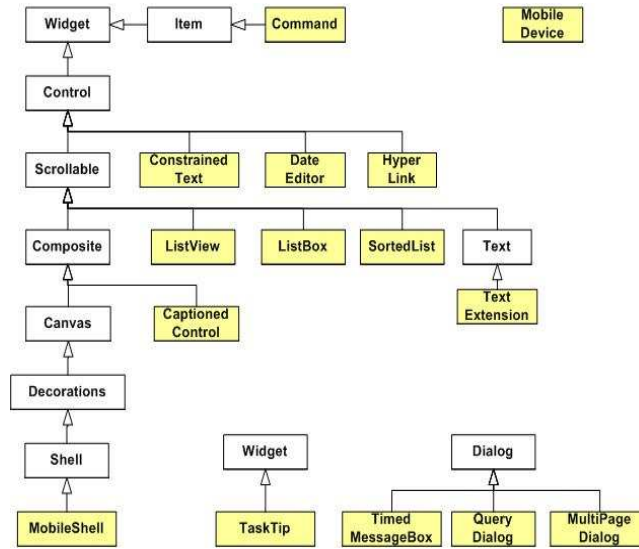 Widget
Item
Command
Mobile
Device
Control
Scrollable
Constrained
Text
Date
Editor
Hyper
Link
Composite
ListView
ListBox
SortedList
Text
Canvas
Captioned
Control
Text
Extension
Decorations
Shell
Widget
Dialog
MobileShell
TaskTip
Timed
MessageBox
Query
Dialog
MultiPage
Dialog